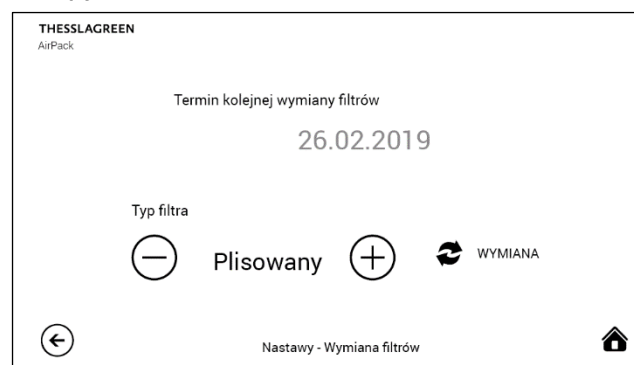 THESSLAGREEN
AirPack
Termin kolejnej wymiany filtrów
26.02.2019
Typ filtra
Plisowany
WYMIANA
Nastawy - Wymiana filtrów